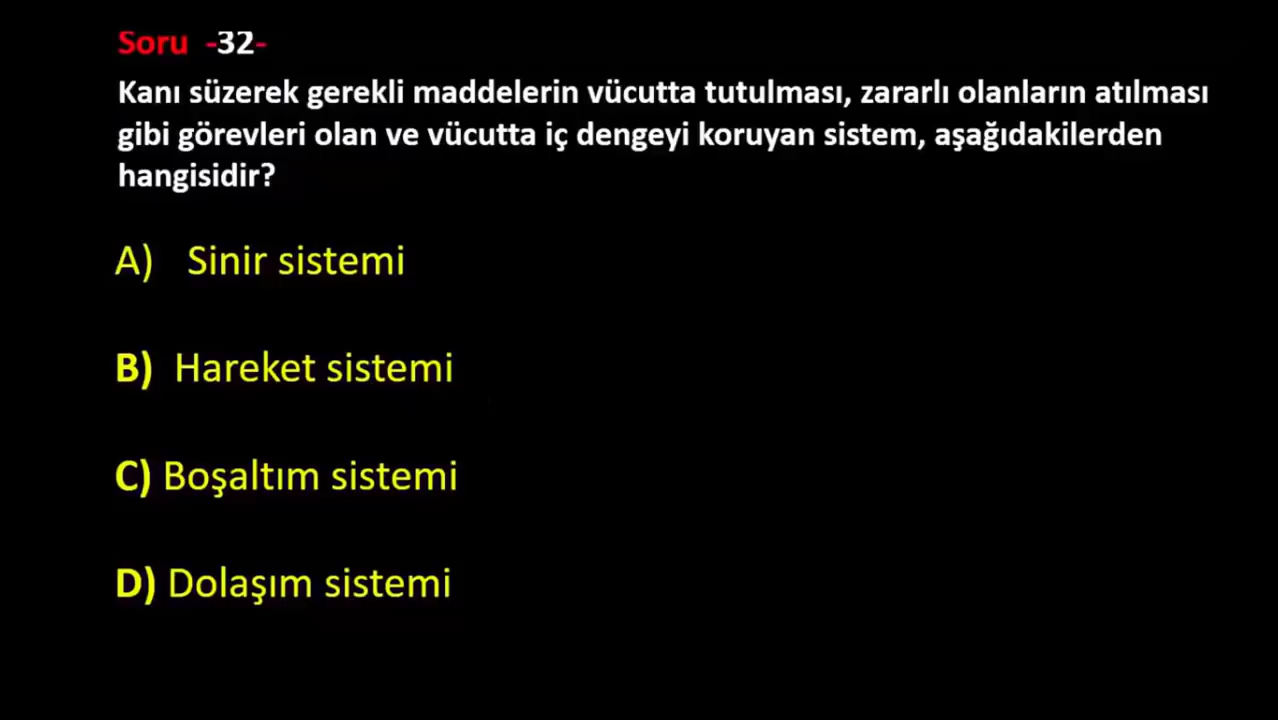 Soru -32-
Kanı süzerek gerekli maddelerin vücutta tutulması, zararlı olanların atılması
gibi görevleri olan ve vücutta iç dengeyi koruyan sistem, aşağıdakilerden
hangisidir?
A) Sinir sistemi
B) Hareket sistemi
C) Boşaltım sistemi
D) Dolaşım sistemi